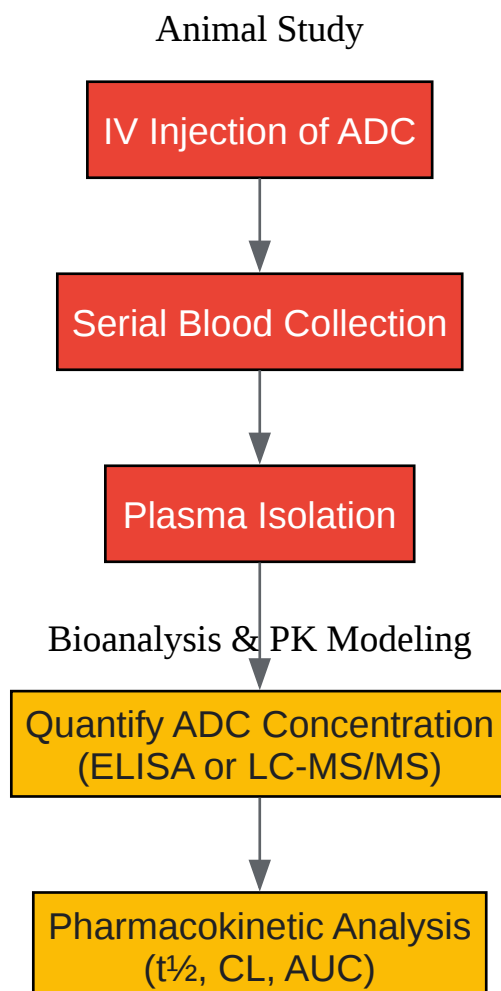 Animal Study
IV Injection of ADC
Serial Blood Collection
Plasma Isolation
Bioanalysis & PK Modeling
Quantify ADC Concentration
(ELISA or LC-MS/MS)
Pharmacokinetic Analysis
(t½, CL, AUC)